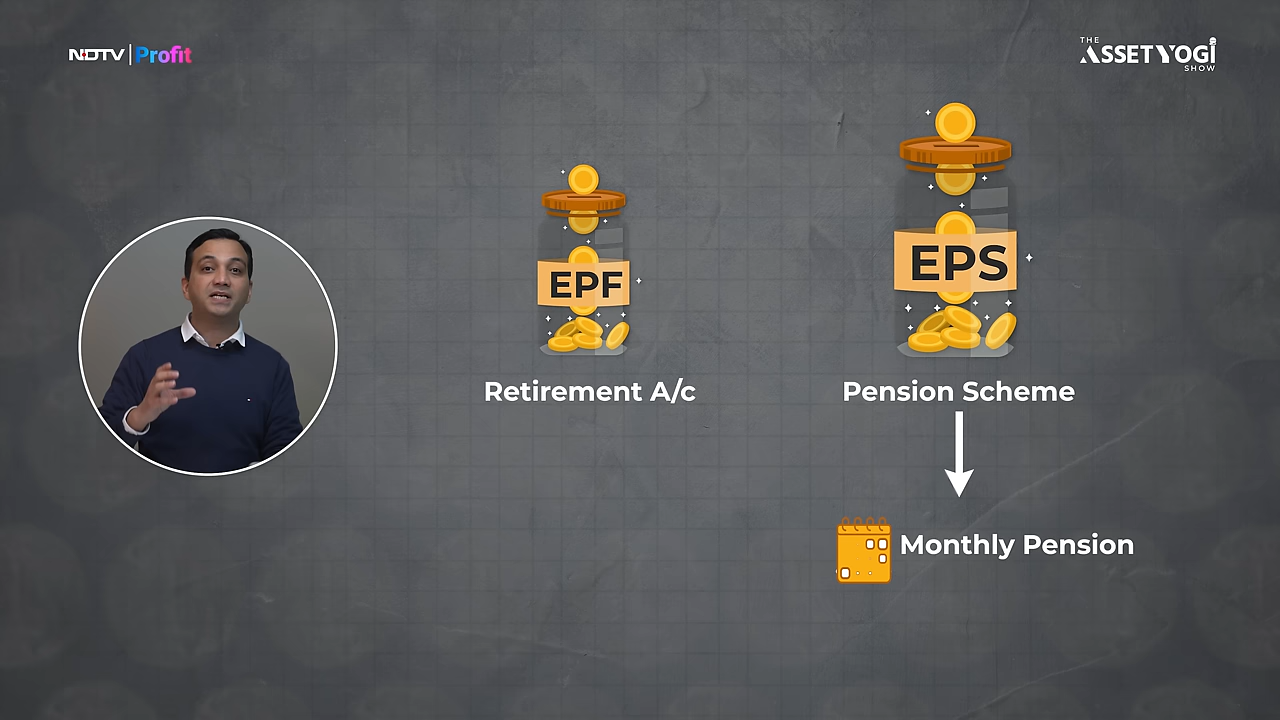 NDTV | Profit
THE
ASSET YOGI
SHOW
EPF
EPS
Retirement A/c
Pension Scheme
Monthly Pension